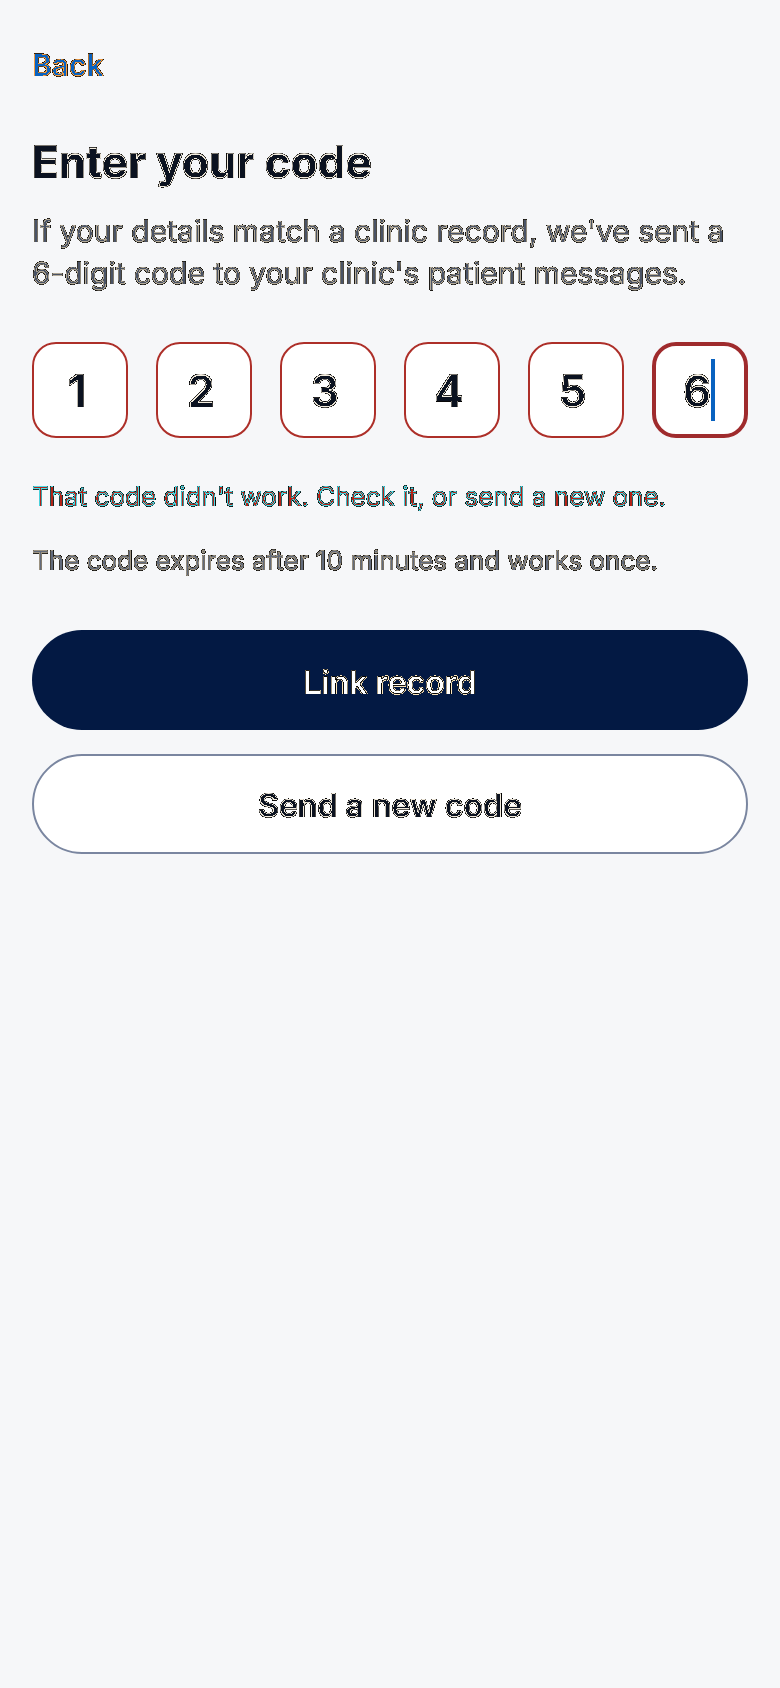 Back
Enter your code
If your details match a clinic record, we've sent a
6-digit code to your clinic's patient messages.
1 2 3 4 5 6
That code didn't work. Check it, or send a new one.
The code expires after 10 minutes and works once.
Link record
Send a new code